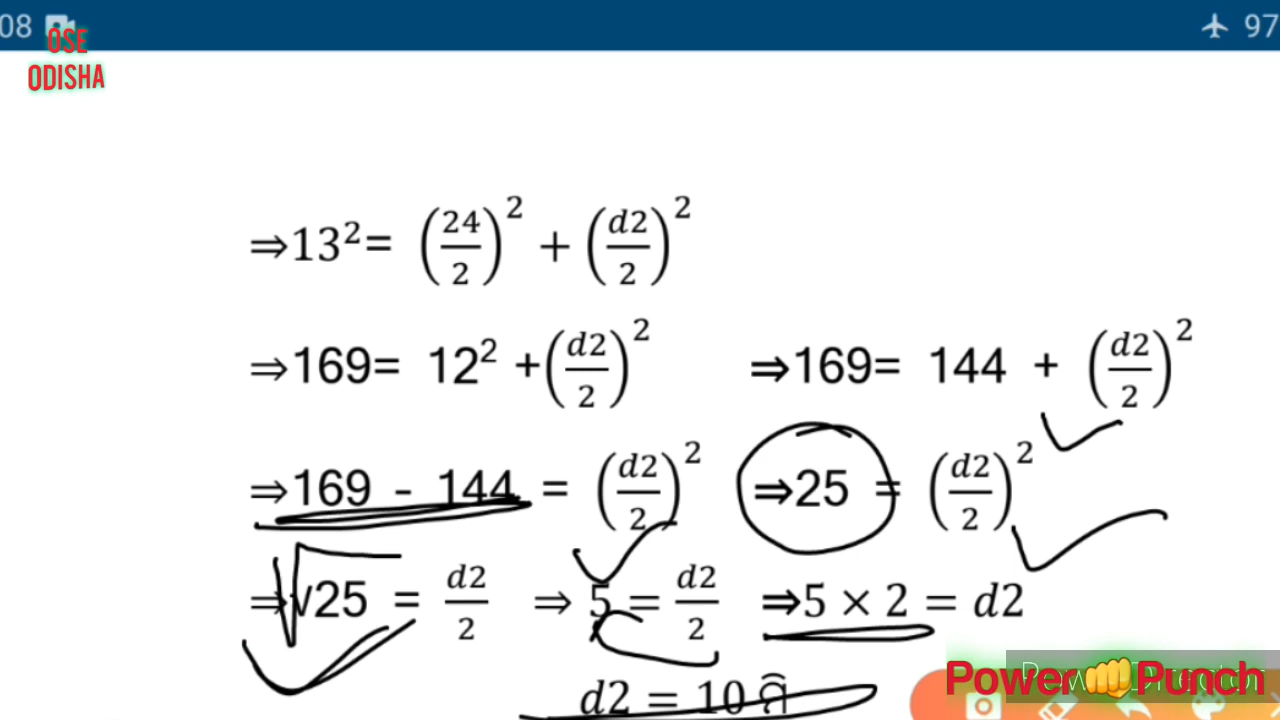 08
97
OSE
ODISHA
⇒13²= (24/2)² + (d2/2)²
⇒169= 12² +(d2/2)² ⇒169= 144 + (d2/2)²
⇒169 - 144 = (d2/2)² ⇒25 = (d2/2)²
⇒√25 = d2/2 ⇒ 5 = d2/2 ⇒5 × 2 = d2
d2 = 10 ମି
Power Punch